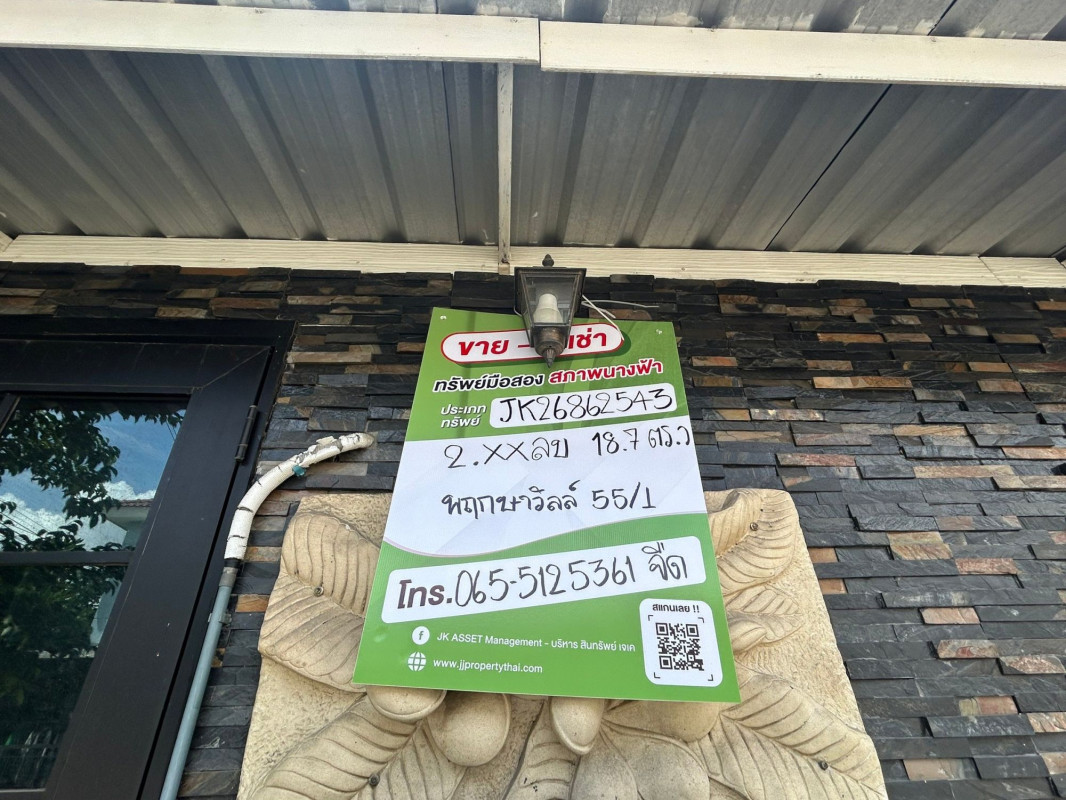 ขาย – เช่า
ทรัพย์มือสอง สภาพนางฟ้า
ประเภท
ทรัพย์
JK26862543
2.XXลบ 18.7 ตร.ว
พฤกษาวิลล์ 55/1
โทร.065-5125361 จี๊ด
สแกนเลย !!
JK ASSET Management - บริหาร สินทรัพย์ เจเค
www.jjpropertythai.com